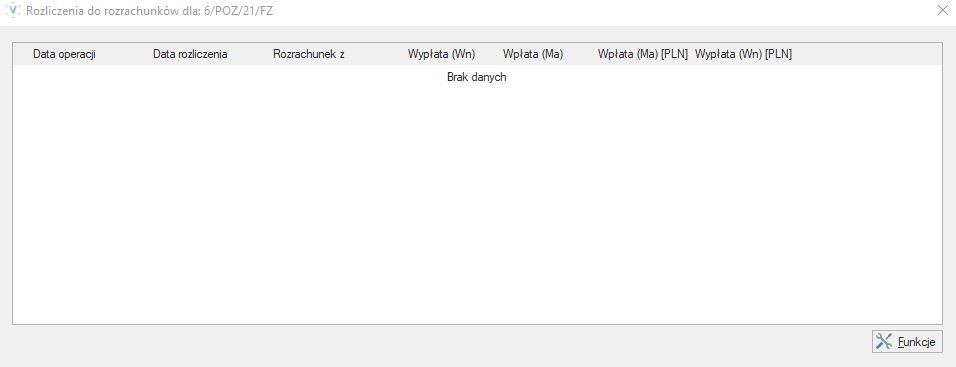 Rozliczenia do rozrachunków dla: 6/POZ/21/FZ
Data operacji Data rozliczenia Rozrachunek z Wypłata (Wn) Wpłata (Ma) Wpłata (Ma) [PLN] Wypłata (Wn) [PLN]
Brak danych
Funkcje